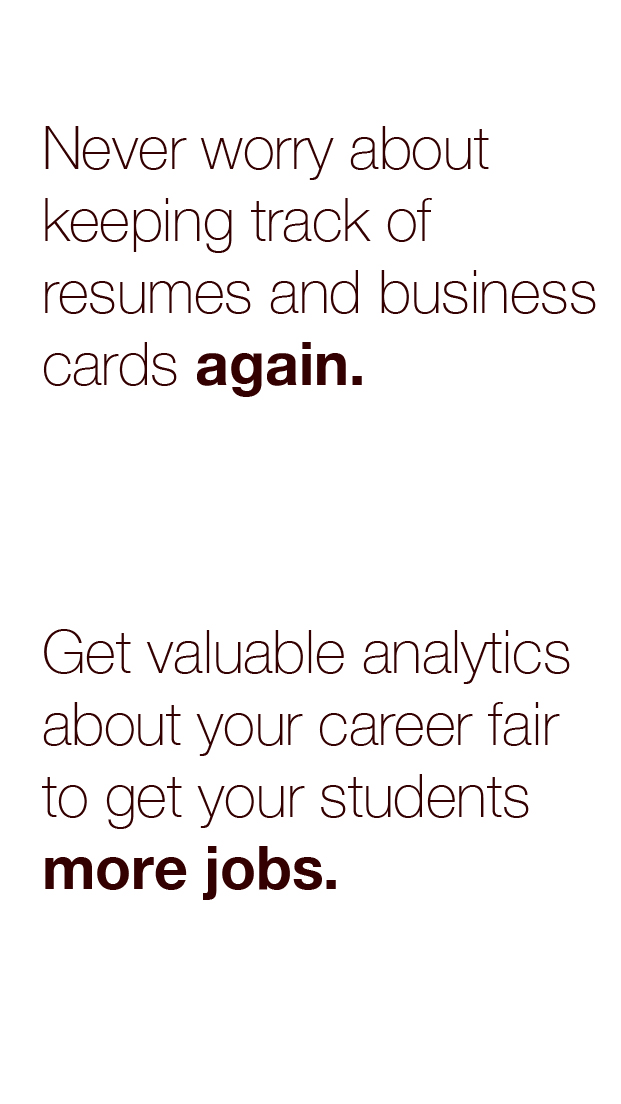 Never worry about
keeping track of
resumes and business
cards again.
Get valuable analytics
about your career fair
to get your students
more jobs.